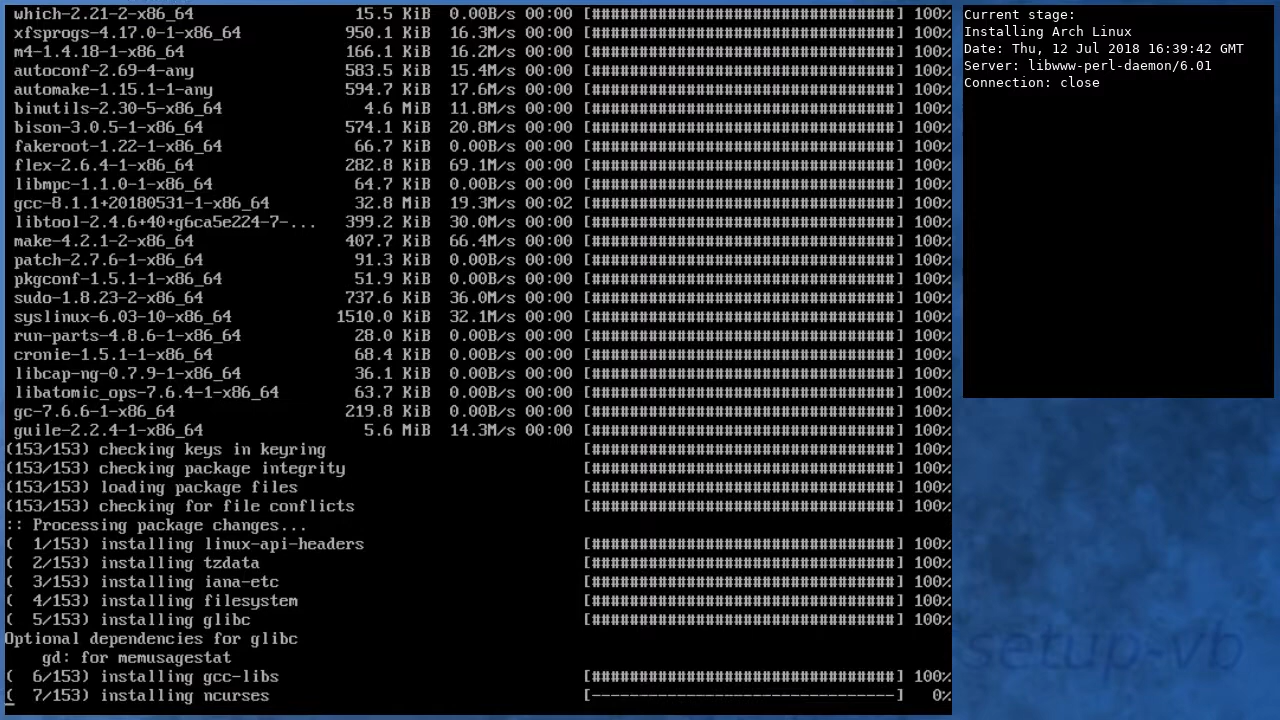 which-2.21-2-x86_64 15.5 KiB 0.00B/s 00:00 [################################] 100%
xfsprogs-4.17.0-1-x86_64 950.1 KiB 16.3M/s 00:00 [################################] 100%
m4-1.4.18-1-x86_64 166.1 KiB 16.2M/s 00:00 [################################] 100%
autoconf-2.69-4-any 583.5 KiB 15.4M/s 00:00 [################################] 100%
automake-1.15.1-1-any 594.7 KiB 17.6M/s 00:00 [################################] 100%
binutils-2.30-5-x86_64 4.6 MiB 11.8M/s 00:00 [################################] 100%
bison-3.0.5-1-x86_64 574.1 KiB 20.8M/s 00:00 [################################] 100%
fakeroot-1.22-1-x86_64 66.7 KiB 0.00B/s 00:00 [################################] 100%
flex-2.6.4-1-x86_64 282.8 KiB 69.1M/s 00:00 [################################] 100%
libmpc-1.1.0-1-x86_64 64.7 KiB 0.00B/s 00:00 [################################] 100%
gcc-8.1.1+20180531-1-x86_64 32.8 MiB 19.3M/s 00:02 [################################] 100%
libtool-2.4.6+40+g6ca5e224-7-... 399.2 KiB 30.0M/s 00:00 [################################] 100%
make-4.2.1-2-x86_64 407.7 KiB 66.4M/s 00:00 [################################] 100%
patch-2.7.6-1-x86_64 91.3 KiB 0.00B/s 00:00 [################################] 100%
pkgconf-1.5.1-1-x86_64 51.9 KiB 0.00B/s 00:00 [################################] 100%
sudo-1.8.23-2-x86_64 737.6 KiB 36.0M/s 00:00 [################################] 100%
syslinux-6.03-10-x86_64 1510.0 KiB 32.1M/s 00:00 [################################] 100%
run-parts-4.8.6-1-x86_64 28.0 KiB 0.00B/s 00:00 [################################] 100%
cronie-1.5.1-1-x86_64 68.4 KiB 0.00B/s 00:00 [################################] 100%
libcap-ng-0.7.9-1-x86_64 36.1 KiB 0.00B/s 00:00 [################################] 100%
libatomic_ops-7.6.4-1-x86_64 63.7 KiB 0.00B/s 00:00 [################################] 100%
gc-7.6.6-1-x86_64 219.8 KiB 0.00B/s 00:00 [################################] 100%
guile-2.2.4-1-x86_64 5.6 MiB 14.3M/s 00:00 [################################] 100%
(153/153) checking keys in keyring [################################] 100%
(153/153) checking package integrity [################################] 100%
(153/153) loading package files [################################] 100%
(153/153) checking for file conflicts [################################] 100%
:: Processing package changes...
(  1/153) installing linux-api-headers [################################] 100%
(  2/153) installing tzdata [################################] 100%
(  3/153) installing iana-etc [################################] 100%
(  4/153) installing filesystem [################################] 100%
(  5/153) installing glibc [################################] 100%
Optional dependencies for glibc
gd: for memusagestat
(  6/153) installing gcc-libs [################################] 100%
(  7/153) installing ncurses [--------------------------------] 0%
Current stage:
Installing Arch Linux
Date: Thu, 12 Jul 2018 16:39:42 GMT
Server: libwww-perl-daemon/6.01
Connection: close
setup-vb